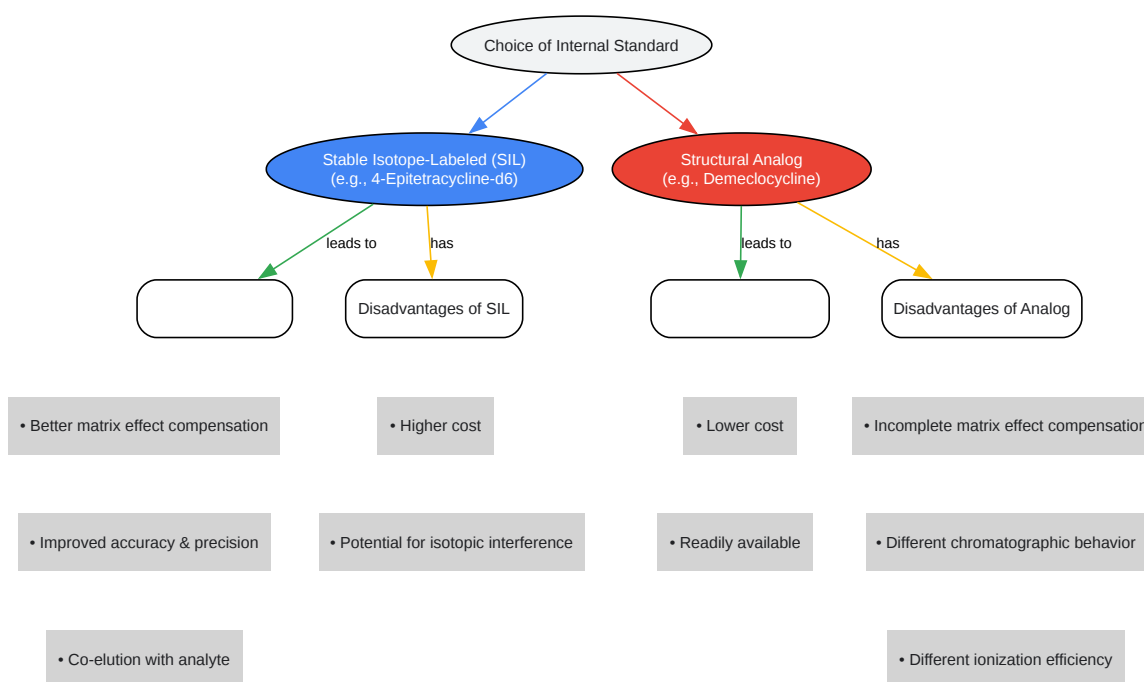 Choice of Internal Standard
Stable Isotope-Labeled (SIL)
(e.g., 4-Epitetracycline-d6)
Structural Analog
(e.g., Demeclocycline)
leads to
has
leads to
has
Disadvantages of SIL
Disadvantages of Analog
• Better matrix effect compensation
• Higher cost
• Lower cost
• Incomplete matrix effect compensation
• Improved accuracy & precision
• Potential for isotopic interference
• Readily available
• Different chromatographic behavior
• Co-elution with analyte
• Different ionization efficiency